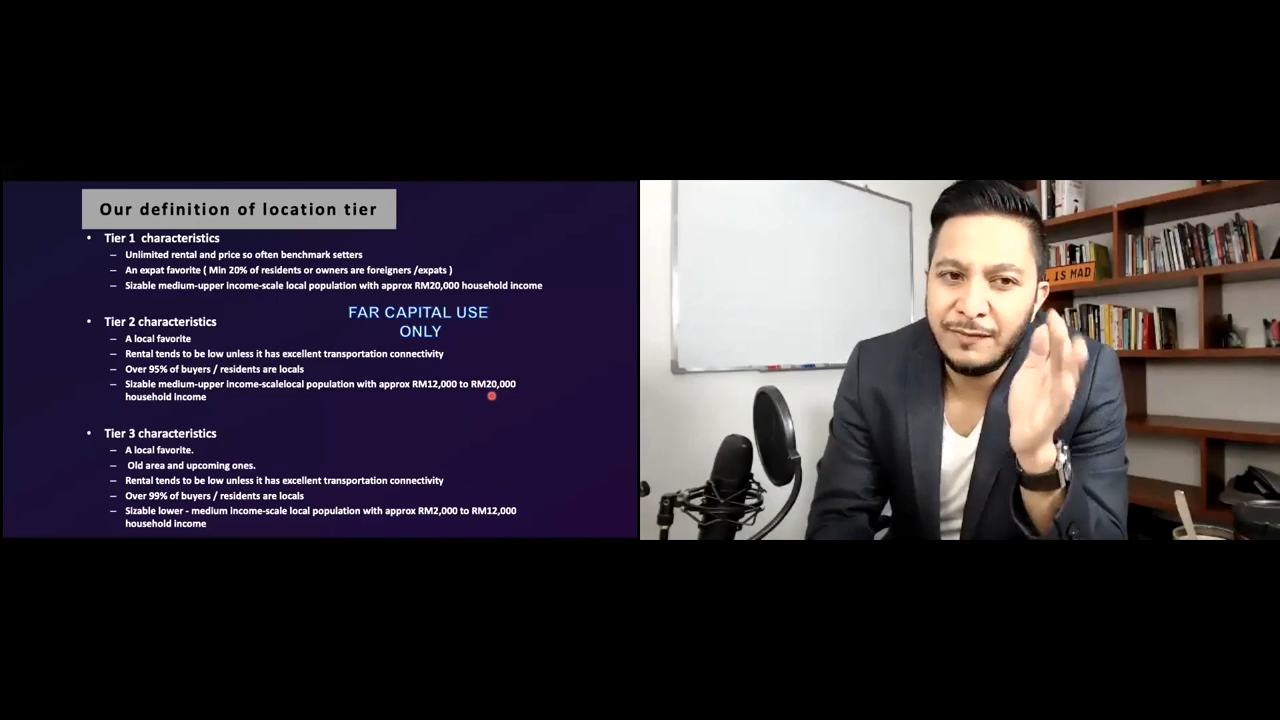 Our definition of location tier
• Tier 1 characteristics
– Unlimited rental and price so often benchmark setters
– An expat favorite ( Min 20% of residents or owners are foreigners /expats )
– Sizable medium-upper income-scale local population with approx RM20,000 household income
FAR CAPITAL USE
ONLY
• Tier 2 characteristics
– A local favorite
– Rental tends to be low unless it has excellent transportation connectivity
– Over 95% of buyers / residents are locals
– Sizable medium-upper income-scalelocal population with approx RM12,000 to RM20,000
household income
• Tier 3 characteristics
– A local favorite.
– Old area and upcoming ones.
– Rental tends to be low unless it has excellent transportation connectivity
– Over 99% of buyers / residents are locals
– Sizable lower - medium income-scale local population with approx RM2,000 to RM12,000
household income
IS MAD